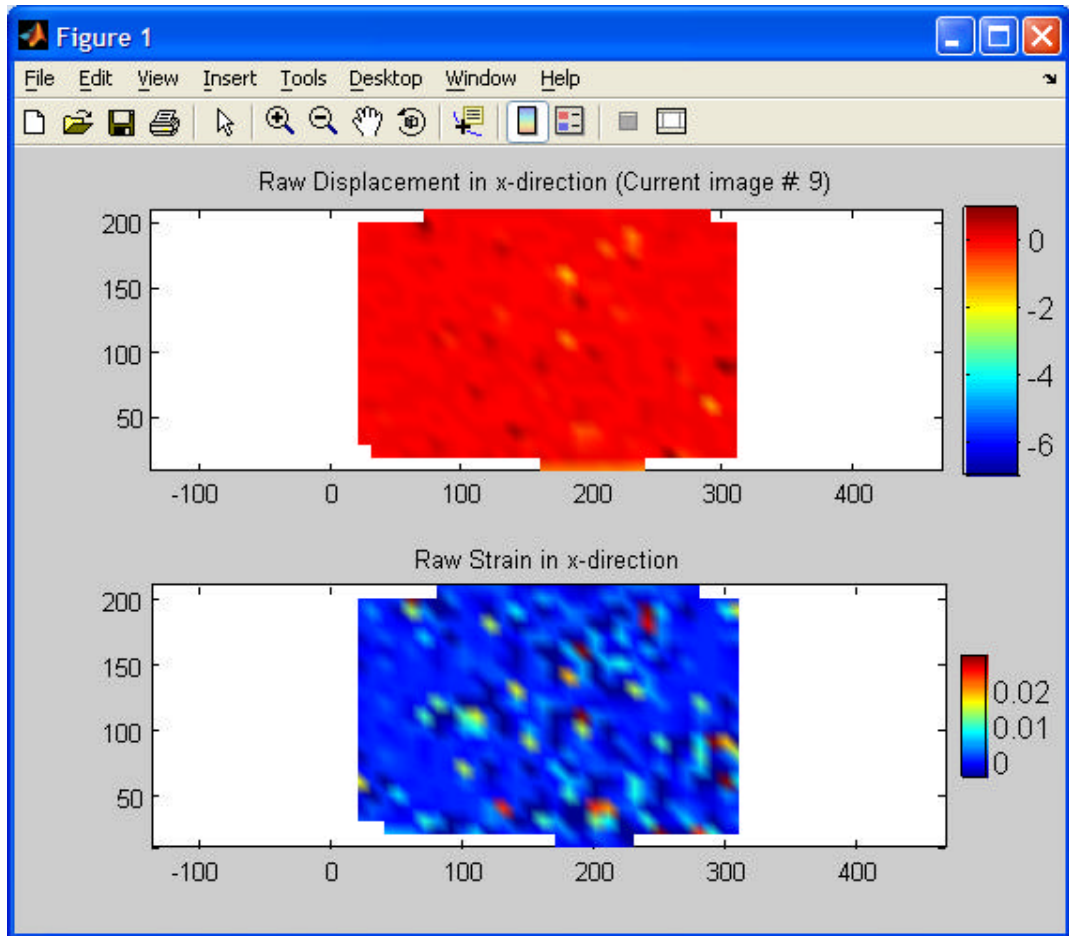 Figure 1
File Edit View Insert Tools Desktop Window Help
Raw Displacement in x-direction (Current image #: 9)
200
150
100
50
-100 0 100 200 300 400
0
-2
-4
-6
Raw Strain in x-direction
200
150
100
50
-100 0 100 200 300 400
0.02
0.01
0